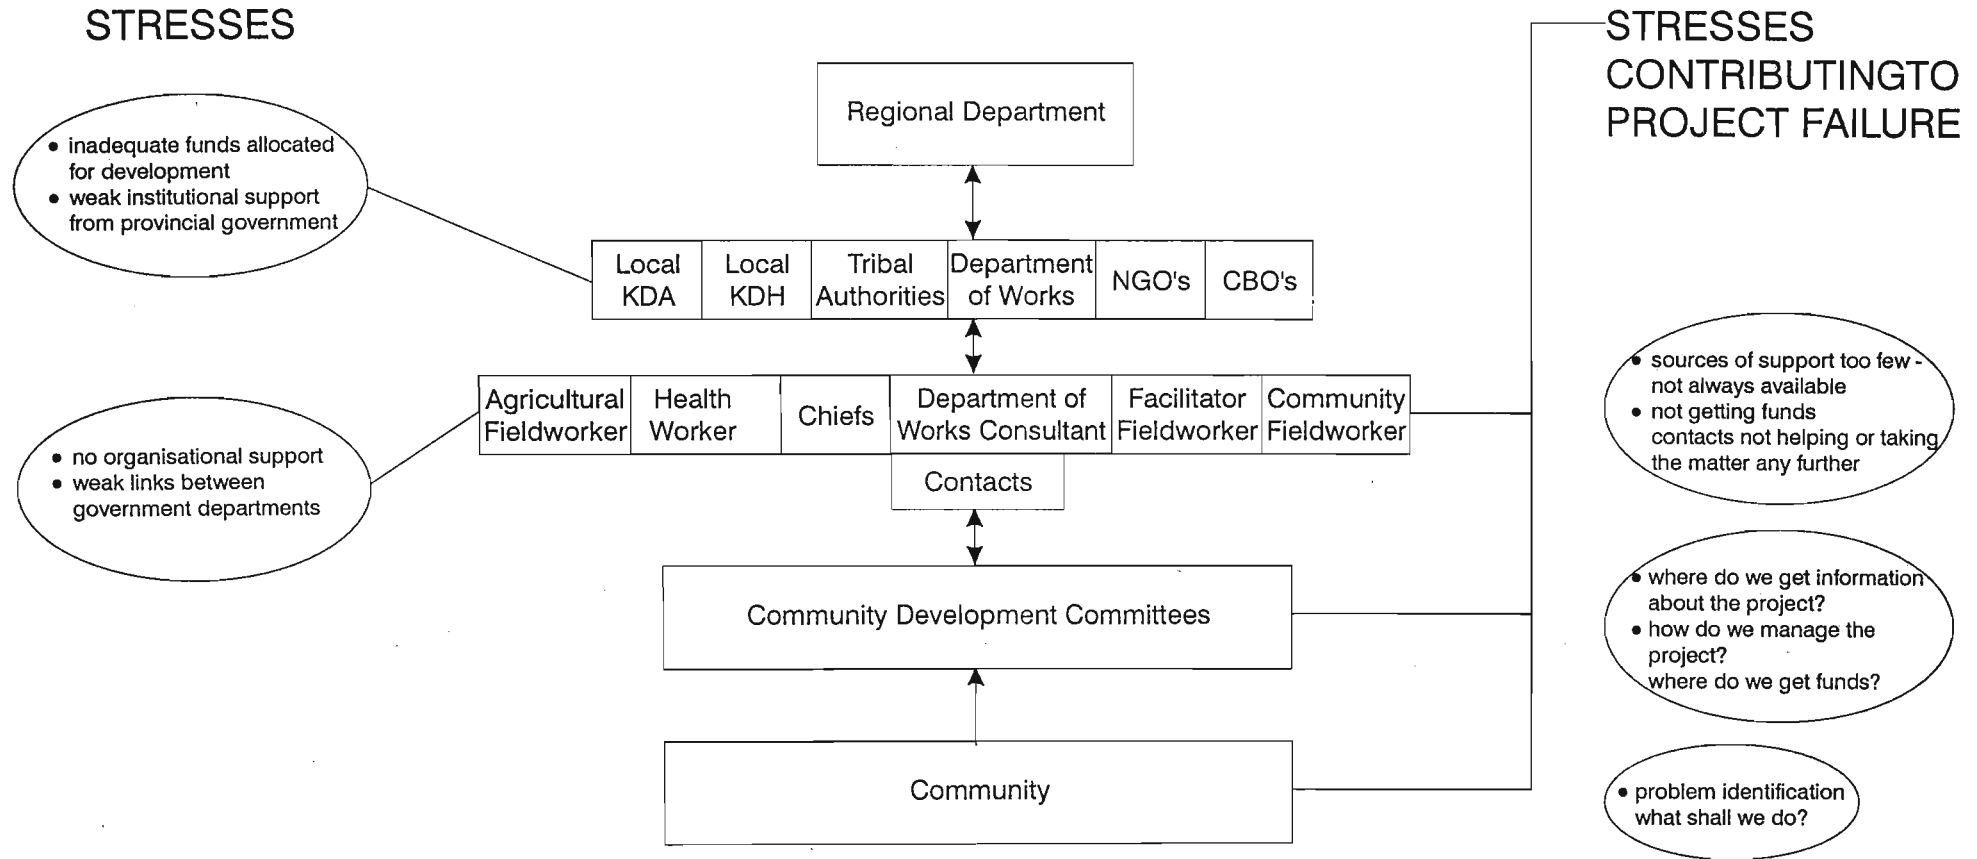 STRESSES
• inadequate funds allocated
for development
• weak institutional support
from provincial government
• no organisational support
• weak links between
government departments
Regional Department
Local
KDA
Local
KDH
Tribal
Authorities
Department
of Works
NGO's
CBO's
Agricultural
Fieldworker
Health
Worker
Chiefs
Department of
Works Consultant
Facilitator
Fieldworker
Community
Fieldworker
Contacts
Community Development Committees
Community
STRESSES
CONTRIBUTINGTO
PROJECT FAILURE
• sources of support too few -
not always available
• not getting funds
contacts not helping or taking
the matter any further
• where do we get information
about the project?
• how do we manage the
project?
where do we get funds?
• problem identification
what shall we do?